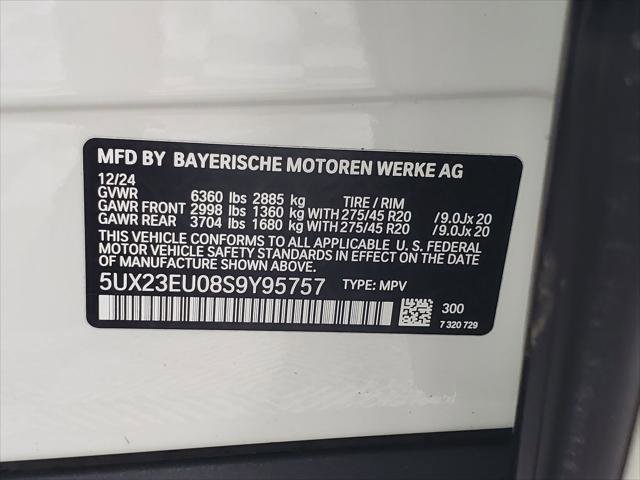 MFD BY BAYERISCHE MOTOREN WERKE AG
12/24
GVWR 6360 lbs 2885 kg TIRE / RIM
GAWR FRONT 2998 lbs 1360 kg WITH 275/45 R20 /9.0Jx 20
GAWR REAR 3704 lbs 1680 kg WITH 275/45 R20 /9.0Jx 20
THIS VEHICLE CONFORMS TO ALL APPLICABLE U. S. FEDERAL
MOTOR VEHICLE SAFETY STANDARDS IN EFFECT ON THE DATE
OF MANUFACTURE SHOWN ABOVE.
5UX23EU08S9Y95757 TYPE: MPV
300
7 320 729